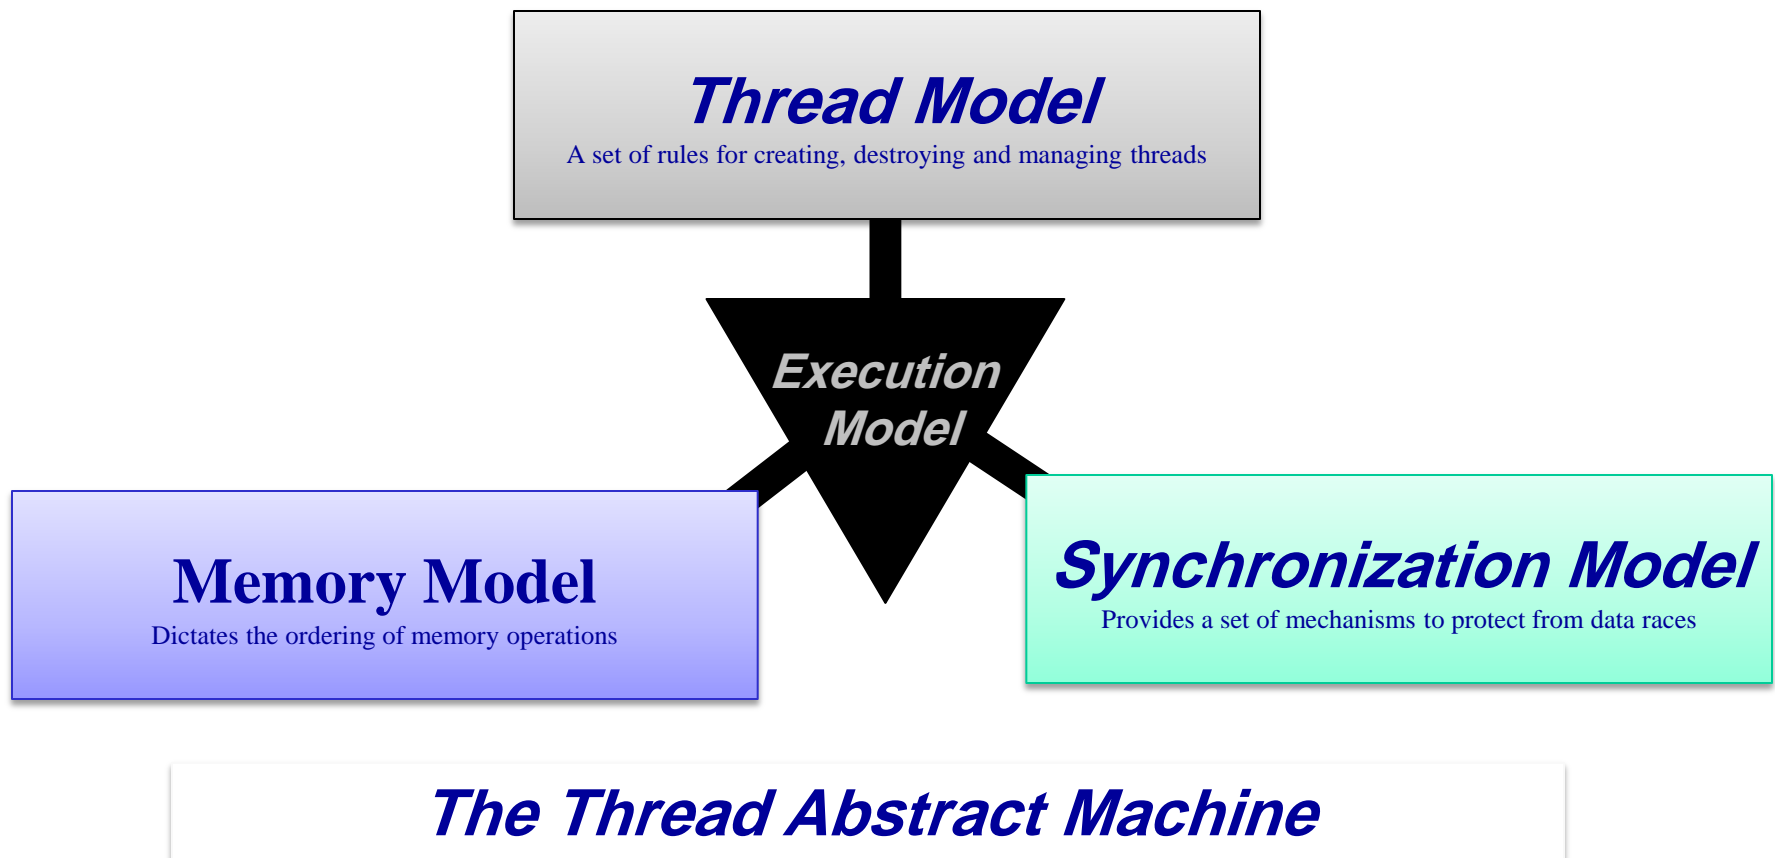 Thread Model
A set of rules for creating, destroying and managing threads
Execution
Model
Memory Model
Dictates the ordering of memory operations
Synchronization Model
Provides a set of mechanisms to protect from data races
The Thread Abstract Machine